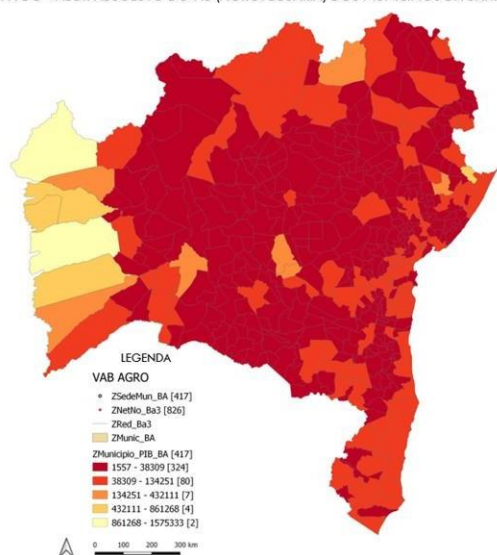 LEGENDA
VAB AGRO
ZSedeMun_BA [417]
ZNetNo_Ba3 [826]
ZRed_Ba3
ZMunic_BA
ZMunicipio_PIB_BA [417]
1557 - 38309 [324]
38309 - 134251 [80]
134251 - 432111 [7]
432111 - 861268 [4]
861268 - 1575333 [2]
0 100 200 300 km